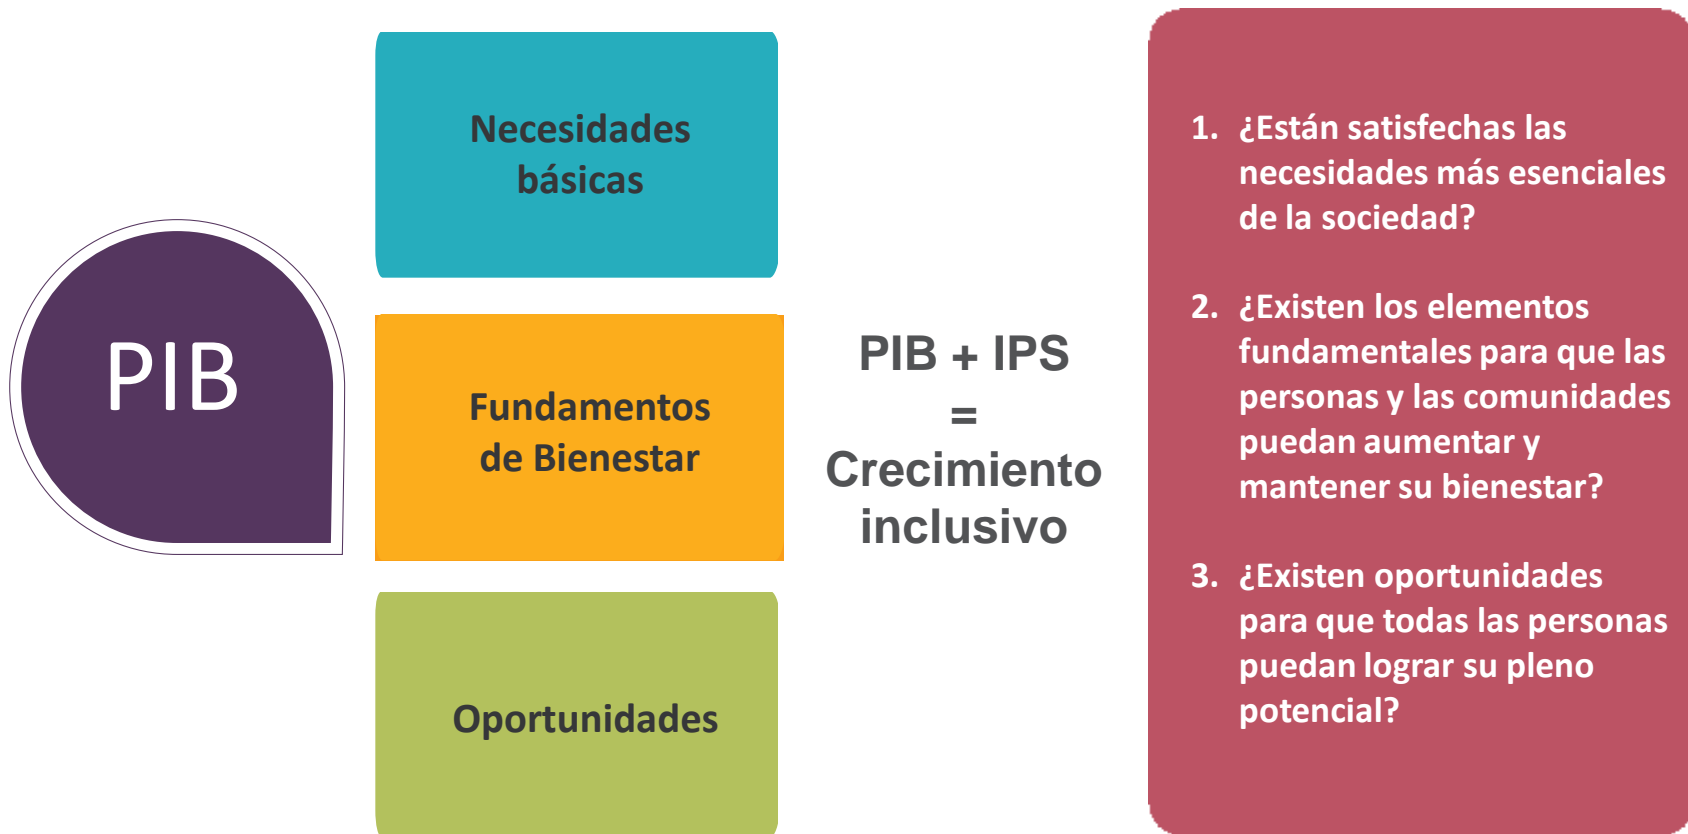 PIB
Necesidades
básicas
Fundamentos
de Bienestar
Oportunidades
PIB + IPS
=
Crecimiento
inclusivo
1. ¿Están satisfechas las
necesidades más esenciales
de la sociedad?
2. ¿Existen los elementos
fundamentales para que las
personas y las comunidades
puedan aumentar y
mantener su bienestar?
3. ¿Existen oportunidades
para que todas las personas
puedan lograr su pleno
potencial?